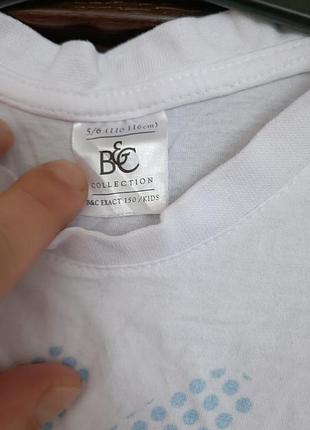 5/6 (110-116cm)
B&C
COLLECTION
B&C EXACT 150 / KIDS